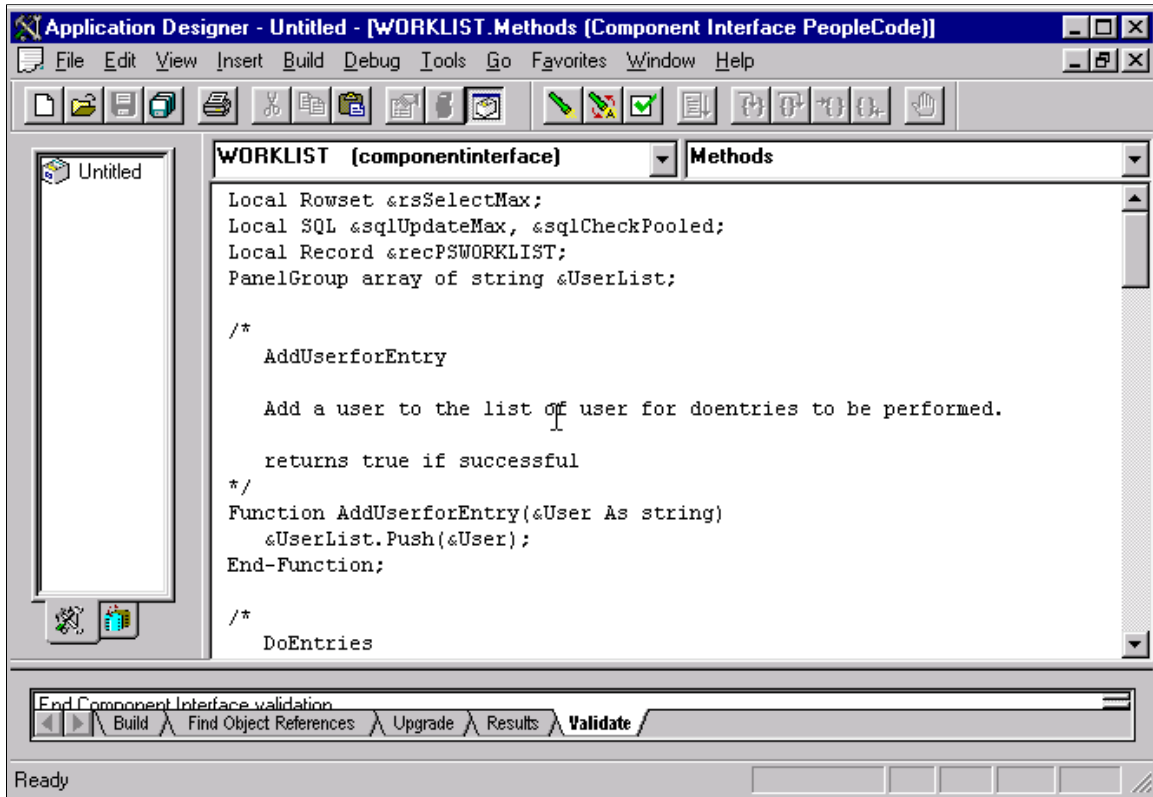 Application Designer - Untitled - [WORKLIST.Methods (Component Interface PeopleCode)]
File Edit View Insert Build Debug Tools Go Favorites Window Help
Untitled
WORKLIST (componentinterface)
Methods
Local Rowset &rsSelectMax;
Local SQL &sqlUpdateMax, &sqlCheckPooled;
Local Record &recPSWORKLIST;
PanelGroup array of string &UserList;
/*
AddUserforEntry
Add a user to the list of user for doentries to be performed.
returns true if successful
*/
Function AddUserforEntry(&User As string)
&UserList.Push(&User);
End-Function;
/*
DoEntries
End Component Interface validation
Build Find Object References Upgrade Results Validate
Ready